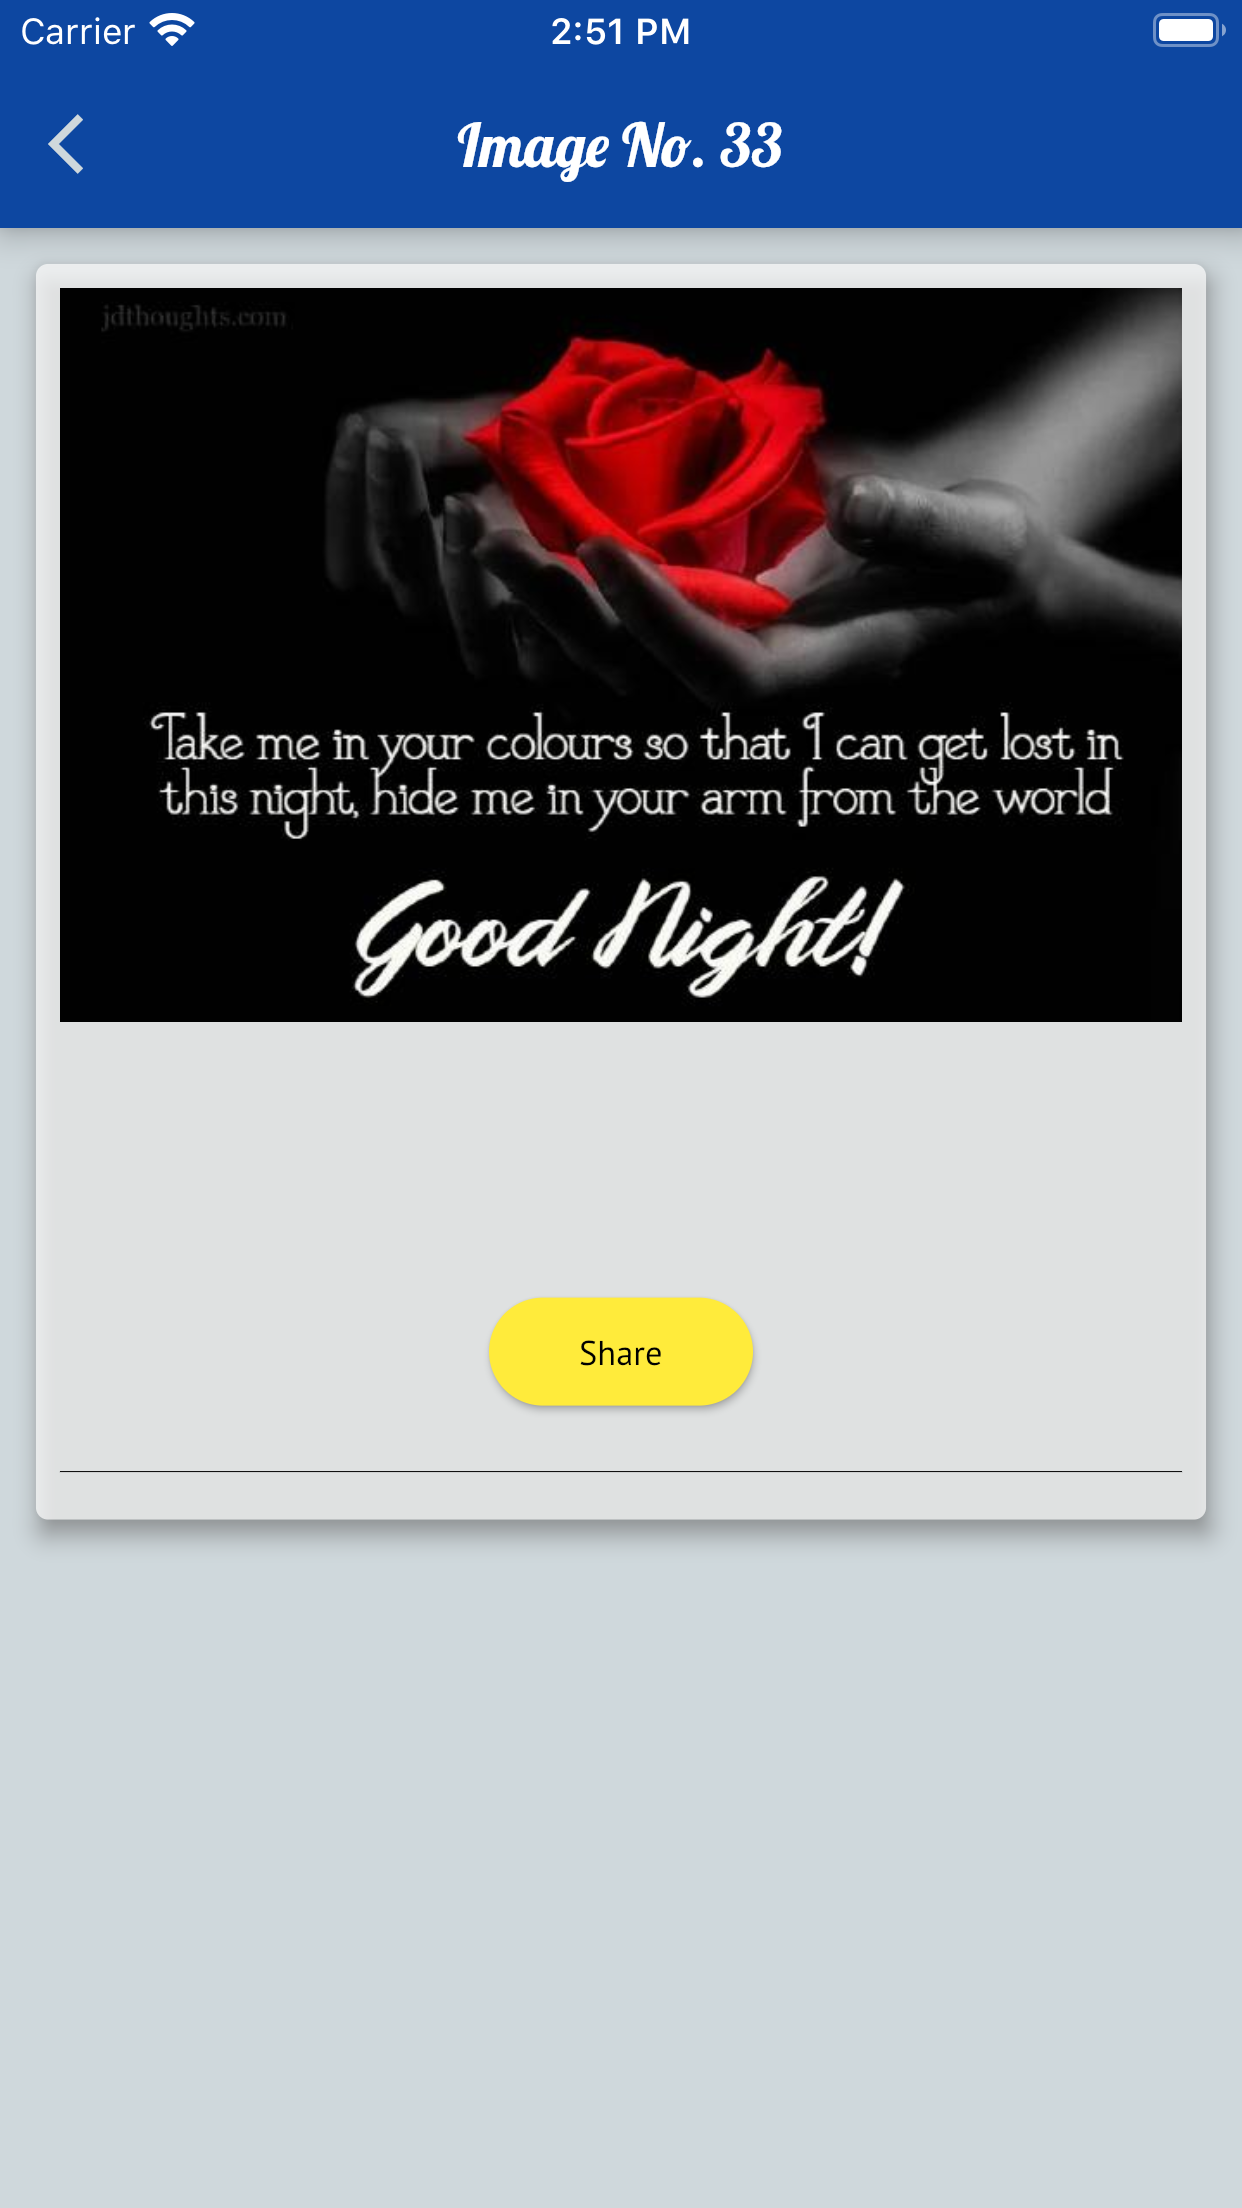 Carrier 2:51 PM
Image No. 33
jdthoughts.com
Take me in your colours so that I can get lost in
this night, hide me in your arm from the world
Good Night!
Share